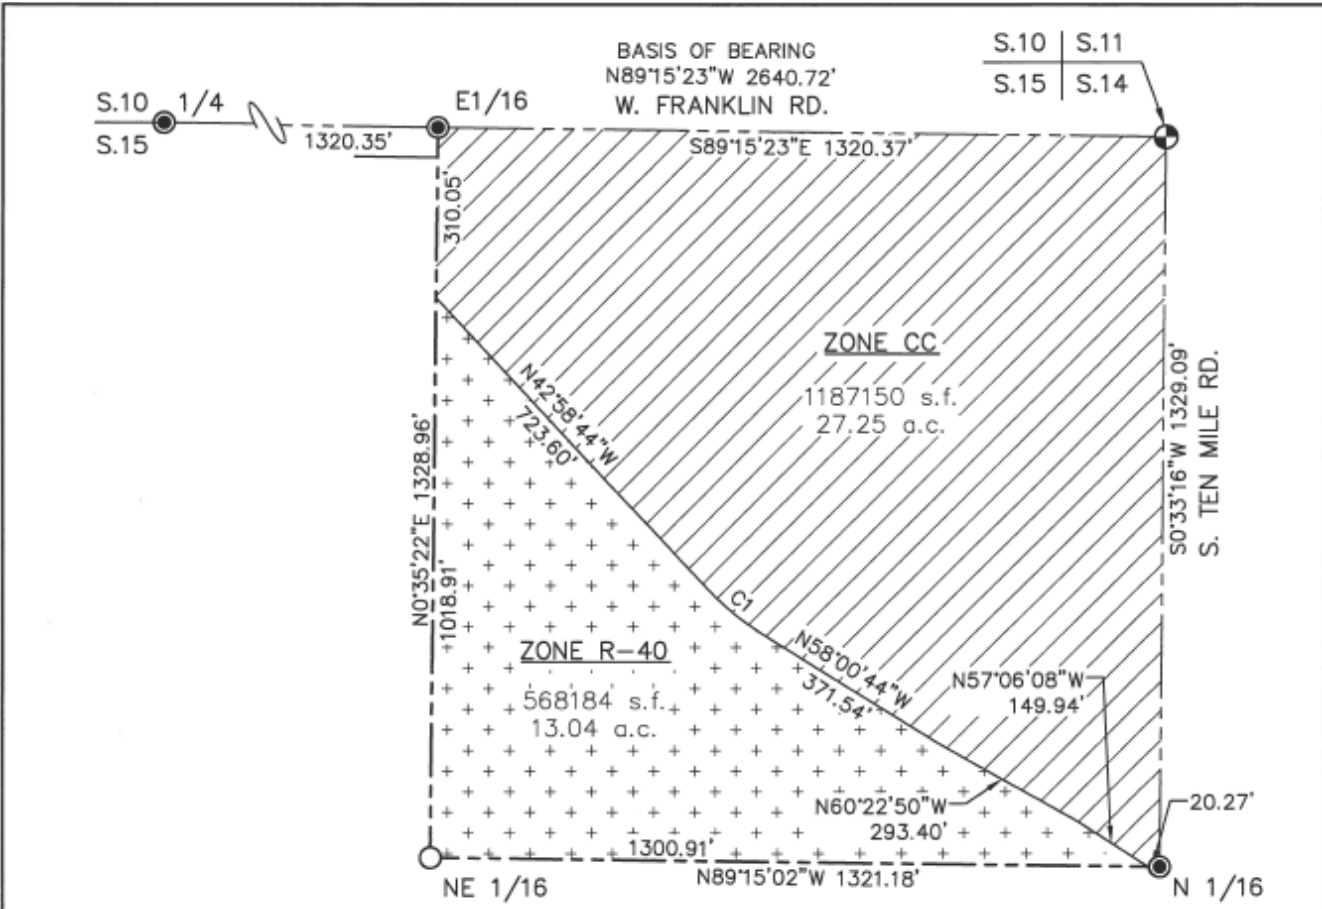 BASIS OF BEARING
N89°15'23"W 2640.72'
W. FRANKLIN RD.
S.10 S.11
S.15 S.14
S.10 1/4
S.15
E1/16
1320.35'
S89°15'23"E 1320.37'
310.05'
ZONE CC
1187150 s.f.
27.25 a.c.
N42°58'44"W
723.60'
S0°33'16"W 1329.09'
S. TEN MILE RD.
N0°35'22"E 1328.96'
1018.91'
C1
ZONE R-40
568184 s.f.
13.04 a.c.
N58°00'44"W
371.54'
N57°06'08"W
149.94'
N60°22'50"W
293.40'
20.27'
1300.91'
N89°15'02"W 1321.18'
NE 1/16
N 1/16